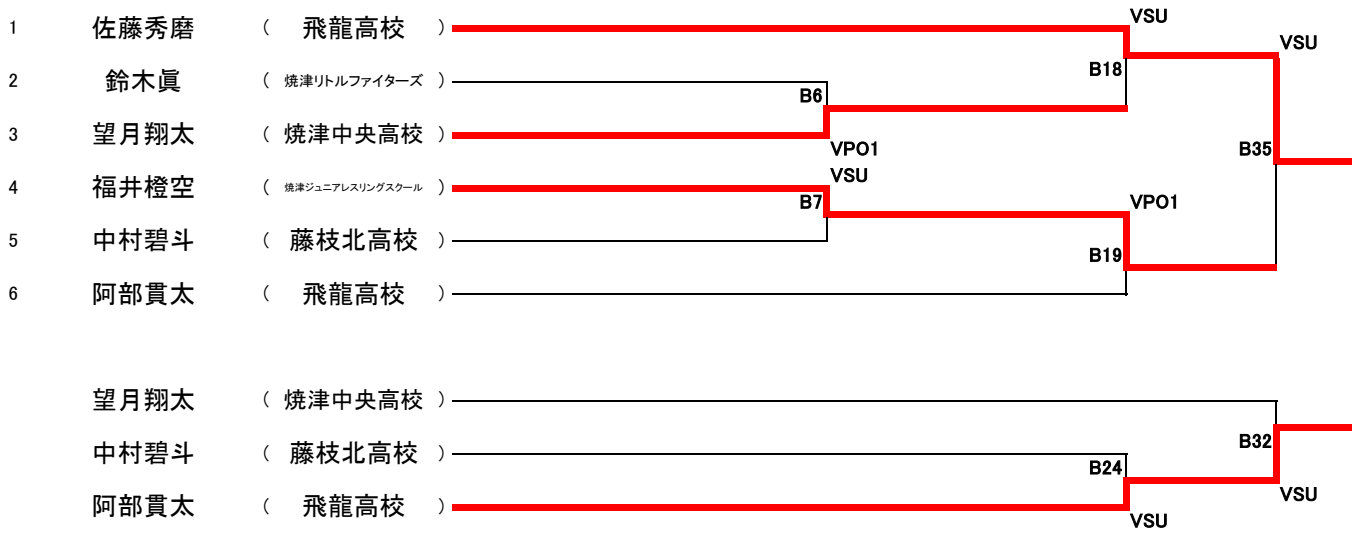 VSU
1 佐藤秀磨 （ 飛龍高校 ）
VSU
B18
2 鈴木眞 （ 焼津リトルファイターズ ）
B6
3 望月翔太 （ 焼津中央高校 ）
VPO1
B35
VSU
4 福井橙空 （ 焼津ジュニアレスリングスクール ）
B7
VPO1
5 中村碧斗 （ 藤枝北高校 ）
B19
6 阿部貫太 （ 飛龍高校 ）
望月翔太 （ 焼津中央高校 ）
B32
中村碧斗 （ 藤枝北高校 ）
B24
VSU
阿部貫太 （ 飛龍高校 ）
VSU